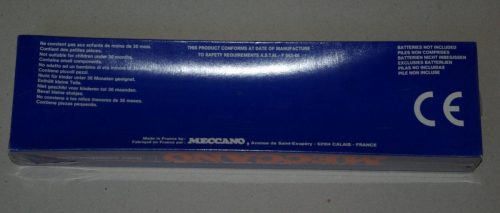 Ne convient pas aux enfants de moins de 36 mois.
Contient des petites pièces.
Not suitable for children under 36 months.
Contains small components.
Contiene piccoli pezzi.
Nicht für kinder unter 36 Monaten geeignet.
Enthält kleine Teile.
Niet geschikt voor kinderen tot 36 maanden.
Bevat kleine stukjes.
No conviene a los niños menores de 36 meses.
Contiene piezas pequeñas.
THIS PRODUCT CONFORMS AT DATE OF MANUFACTURE
TO SAFETY REQUIREMENTS A.S.T.M. - F 963-86
BATTERIES NOT INCLUDED
PILES NON COMPRISES
BATTERIEN NICHT INBEGRIFFEN
EXCLUSIES BATTERIJEN
PILAS NO INCLUIDAS
PILE NON INCLUSE
CE
Made in France by :
Fabriqué en France par :
MECCANO , Avenue de Saint-Exupéry - 62104 CALAIS - FRANCE